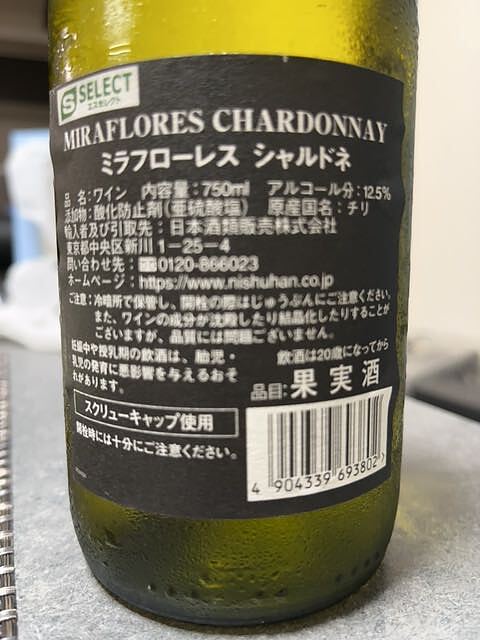 S SELECT
エスセレクト
MIRAFLORES CHARDONNAY
ミラフローレス シャルドネ
品 名：ワイン 内容量：750ml アルコール分：12.5%
添加物：酸化防止剤（亜硫酸塩） 原産国名：チリ
輸入者及び引取先：日本酒類販売株式会社
東京都中央区新川1－25－4
問い合わせ先：0120-866023
ホームページ：https://www.nishuhan.co.jp
ご注意：冷暗所で保管し、開栓の際はじゅうぶんにご注意ください。
また、ワインの成分が沈殿したり結晶化したりすることが
ございますが、品質には問題ございません。
妊娠中や授乳期の飲酒は、胎児・
乳児の発育に悪影響を与えるおそ
れがあります。
飲酒は20歳になってから
品目：果実酒
スクリューキャップ使用
開栓時には十分にご注意ください。
4 904339 693802